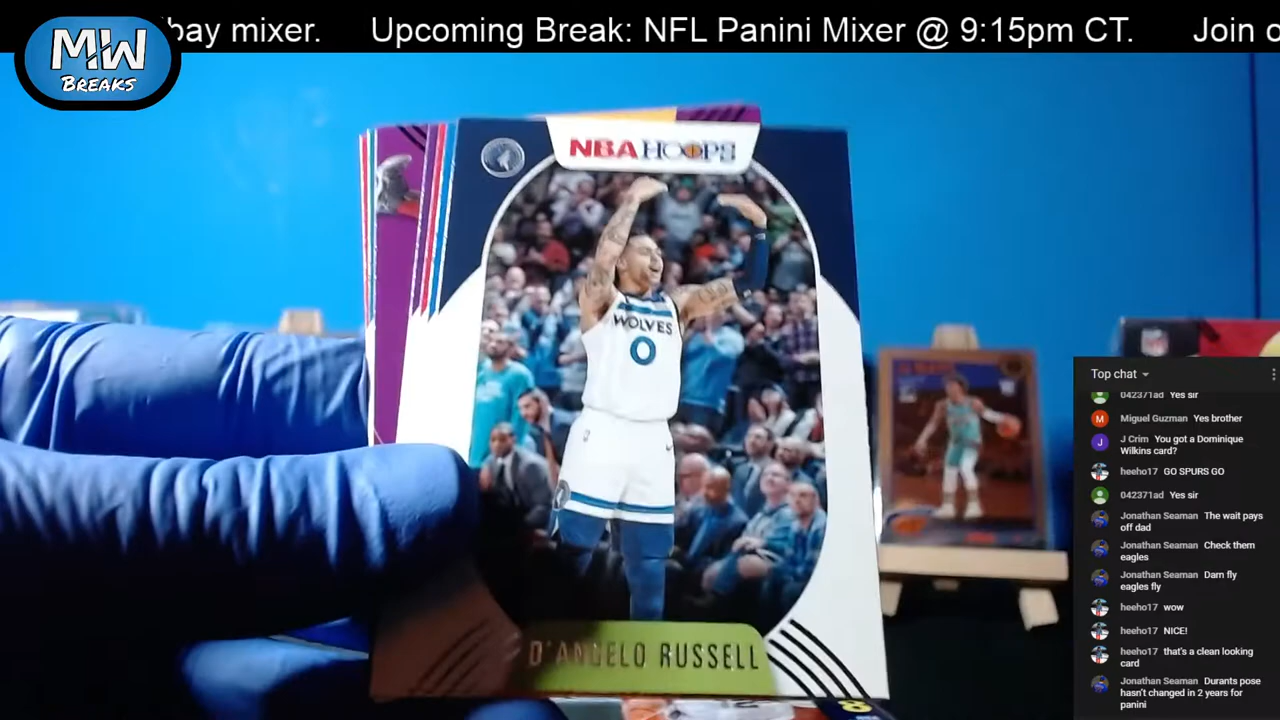 bay mixer. Upcoming Break: NFL Panini Mixer @ 9:15pm CT. Join
MW
BREAKS
NBA HOOPS
WOLVES
0
D'ANGELO RUSSELL
NFL
Top chat
042371ad Yes sir
Miguel Guzman Yes brother
J Crim You got a Dominique
Wilkins card?
heeho17 GO SPURS GO
042371ad Yes sir
Jonathan Seaman The wait pays
off dad
Jonathan Seaman Check them
eagles
Jonathan Seaman Darn fly
eagles fly
heeho17 wow
heeho17 NICE!
heeho17 that's a clean looking
card
Jonathan Seaman Durants pose
hasn't changed in 2 years for
panini